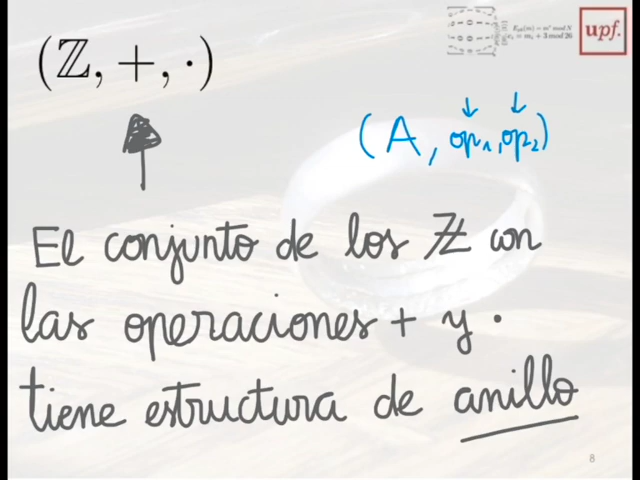 (ℤ, +, ·)
upf.
(A, op₁, op₂)
El conjunto de los ℤ con
las operaciones + y ·
tiene estructura de anillo
8